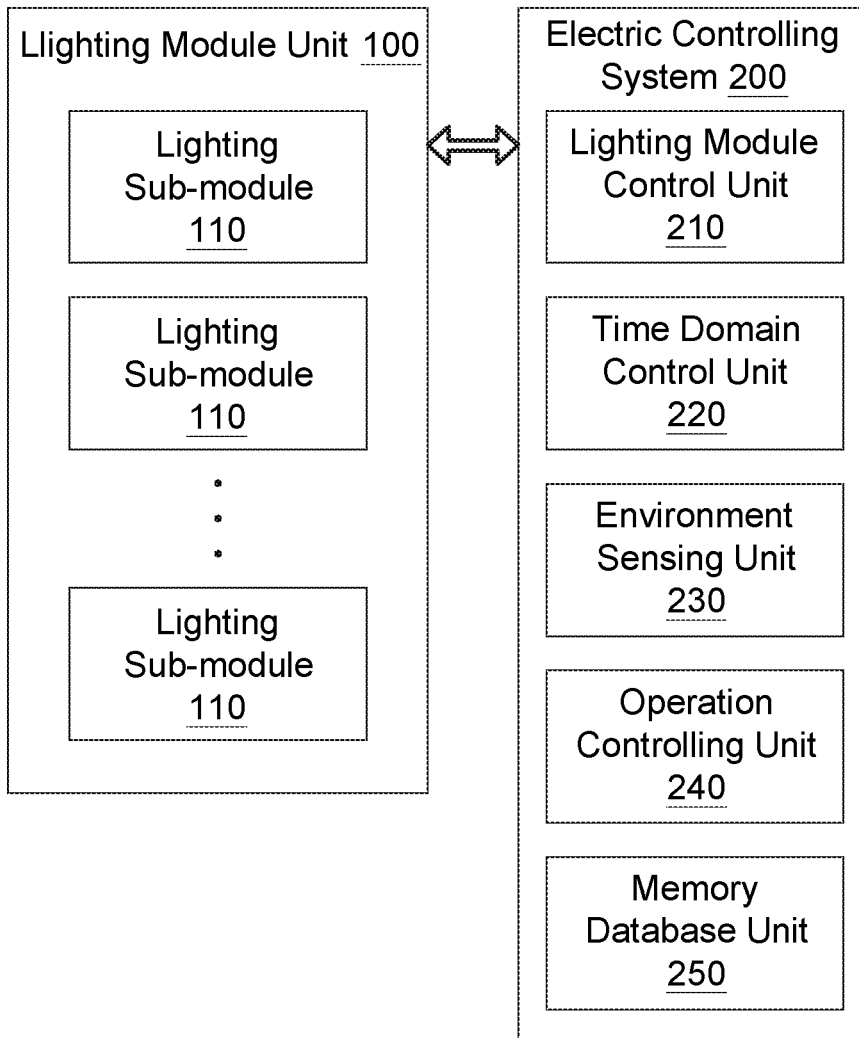 Llighting Module Unit 100
Lighting
Sub-module
110
Lighting
Sub-module
110
Lighting
Sub-module
110
Electric Controlling
System 200
Lighting Module
Control Unit
210
Time Domain
Control Unit
220
Environment
Sensing Unit
230
Operation
Controlling Unit
240
Memory
Database Unit
250